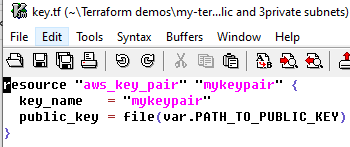 key.tf (~\Terraform demos\my-ter...lic and 3private subnets)
File Edit Tools Syntax Buffers Window Help
resource "aws_key_pair" "mykeypair" {
  key_name   = "mykeypair"
  public_key = file(var.PATH_TO_PUBLIC_KEY)
}